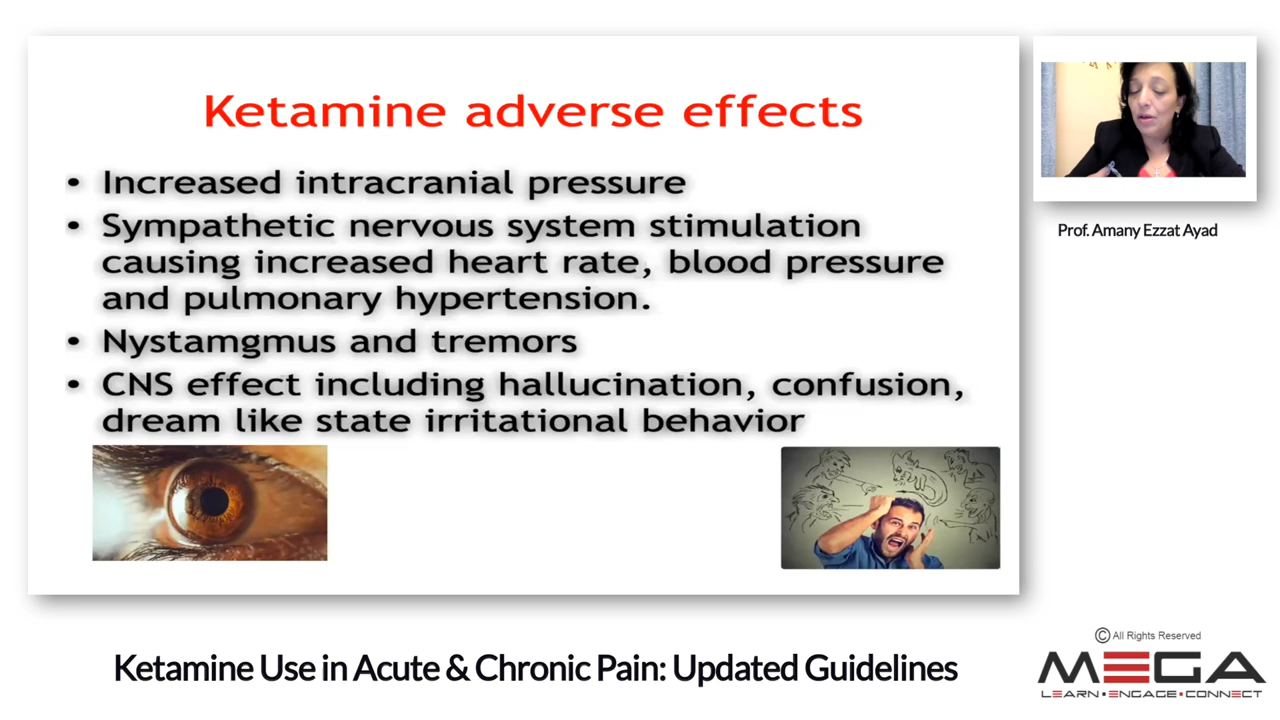 Ketamine adverse effects
• Increased intracranial pressure
• Sympathetic nervous system stimulation
causing increased heart rate, blood pressure
and pulmonary hypertension.
• Nystamgmus and tremors
• CNS effect including hallucination, confusion,
dream like state irritational behavior
Prof. Amany Ezzat Ayad
Ketamine Use in Acute & Chronic Pain: Updated Guidelines
© All Rights Reserved
MEGA
LEARN • ENGAGE • CONNECT